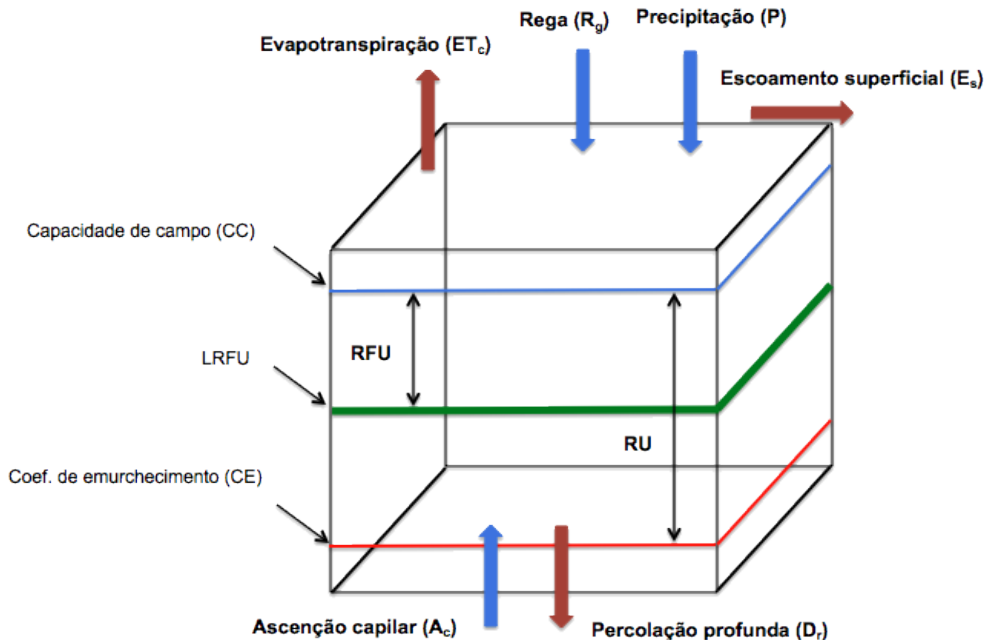 Rega (Rg)
Precipitação (P)
Evapotranspiração (ETc)
Escoamento superficial (Es)
Capacidade de campo (CC)
RFU
LRFU
RU
Coef. de emurchecimento (CE)
Ascenção capilar (Ac)
Percolação profunda (Dr)